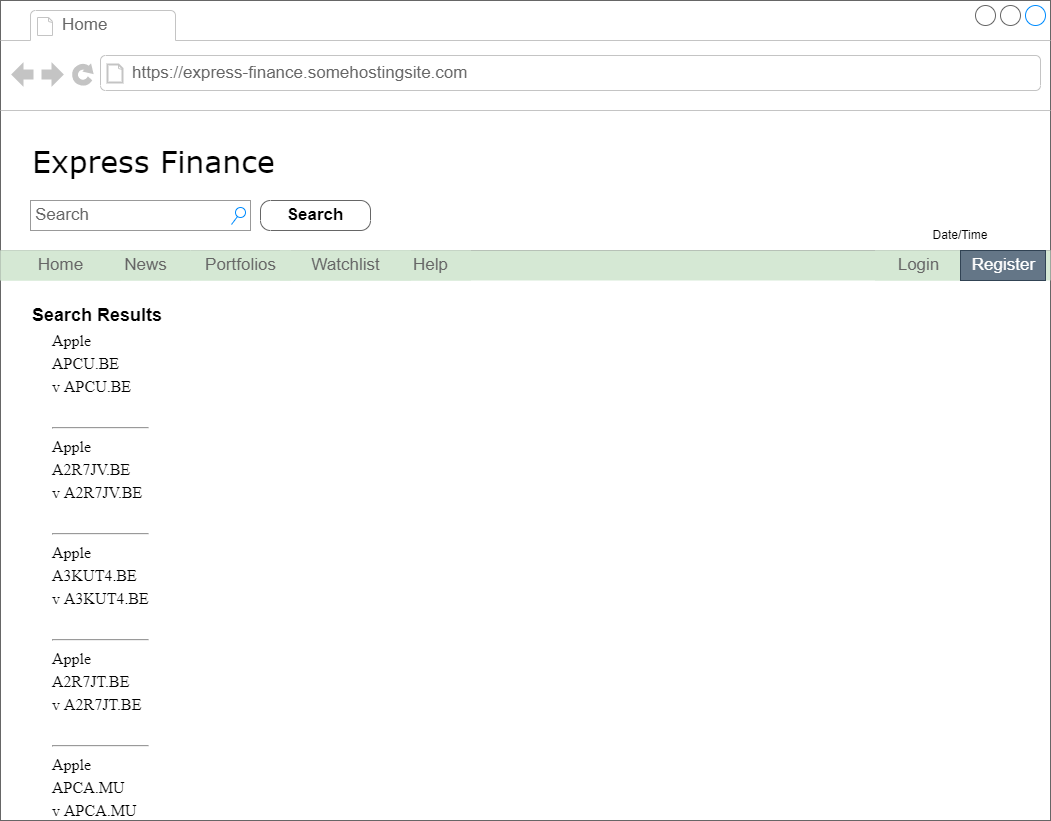 Home
https://express-finance.somehostingsite.com
Express Finance
Search Search
Date/Time
Home News Portfolios Watchlist Help Login Register
Search Results
Apple
APCU.BE
v APCU.BE
Apple
A2R7JV.BE
v A2R7JV.BE
Apple
A3KUT4.BE
v A3KUT4.BE
Apple
A2R7JT.BE
v A2R7JT.BE
Apple
APCA.MU
v APCA.MU